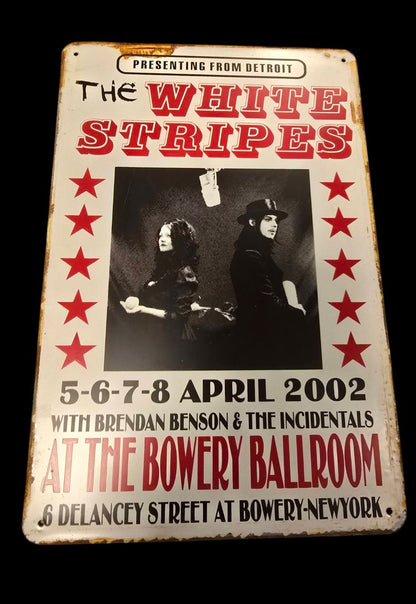 PRESENTING FROM DETROIT
THE WHITE
STRIPES
5-6-7-8 APRIL 2002
WITH BRENDAN BENSON & THE INCIDENTALS
AT THE BOWERY BALLROOM
6 DELANCEY STREET AT BOWERY-NEWYORK